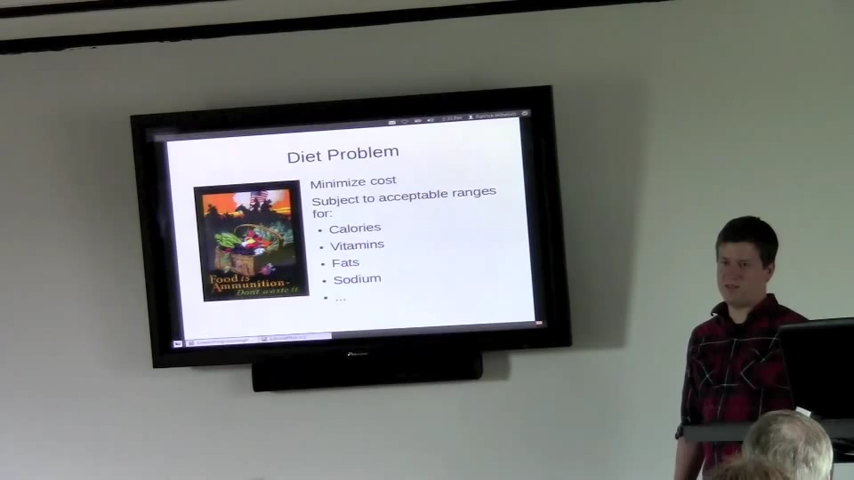 Diet Problem
Minimize cost
Subject to acceptable ranges
for:
• Calories
• Vitamins
• Fats
• Sodium
• ...
Food is
Ammunition-
Don't waste it.
Pioneer